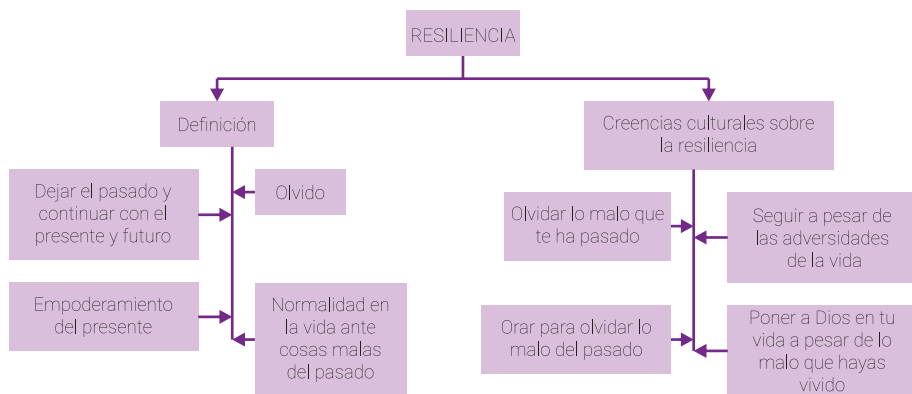 RESILIENCIA
Definición
Dejar el pasado y
continuar con el
presente y futuro
Olvido
Empoderamiento
del presente
Normalidad en
la vida ante
cosas malas
del pasado
Creencias culturales sobre
la resiliencia
Olvidar lo malo que
te ha pasado
Seguir a pesar de
las adversidades
de la vida
Orar para olvidar lo
malo del pasado
Poner a Dios en tu
vida a pesar de lo
malo que hayas
vivido